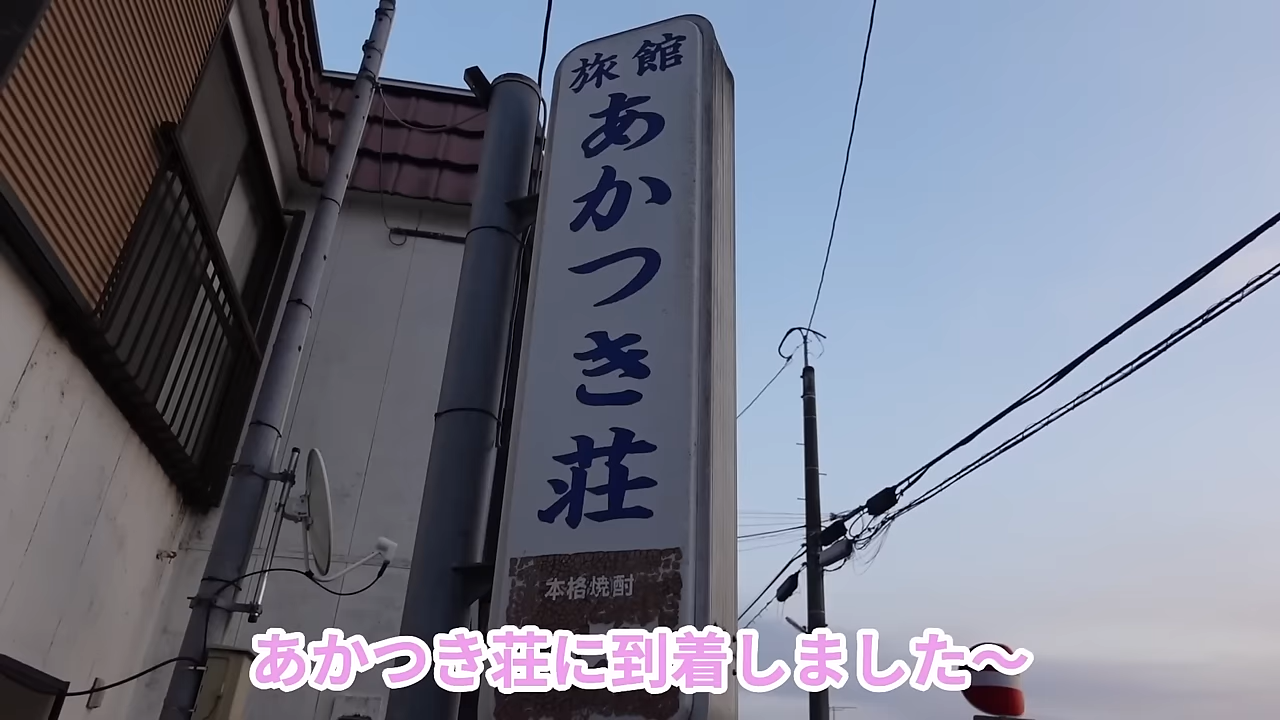 旅館
あかつき荘
本格焼酎
あかつき荘に到着しました〜